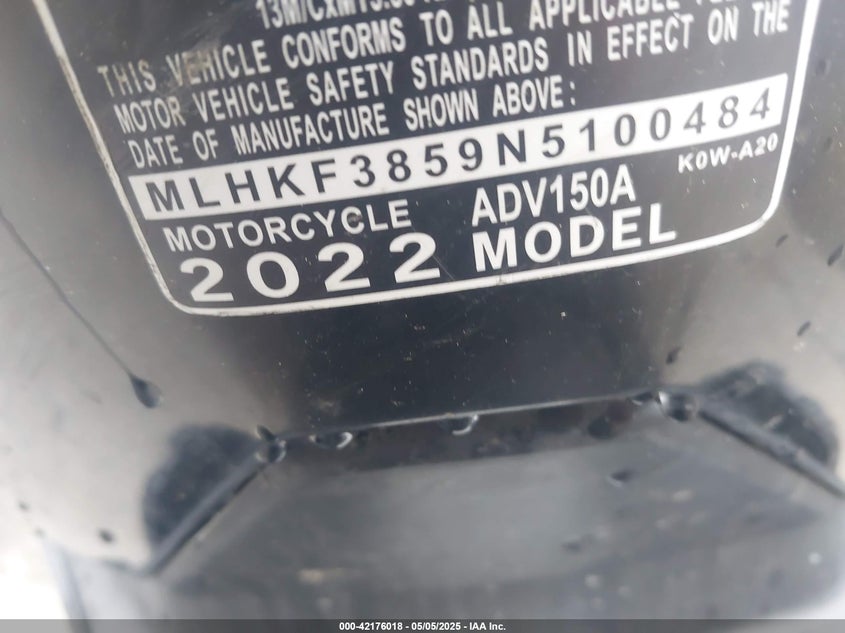 THIS VEHICLE CONFORMS TO ALL APPLICABLE
MOTOR VEHICLE SAFETY STANDARDS IN EFFECT ON THE
DATE OF MANUFACTURE SHOWN ABOVE:
MLHKF3859N5100484
MOTORCYCLE ADV150A K0W-A20
2022 MODEL
000-42176018 - 05/05/2025 - IAA Inc.